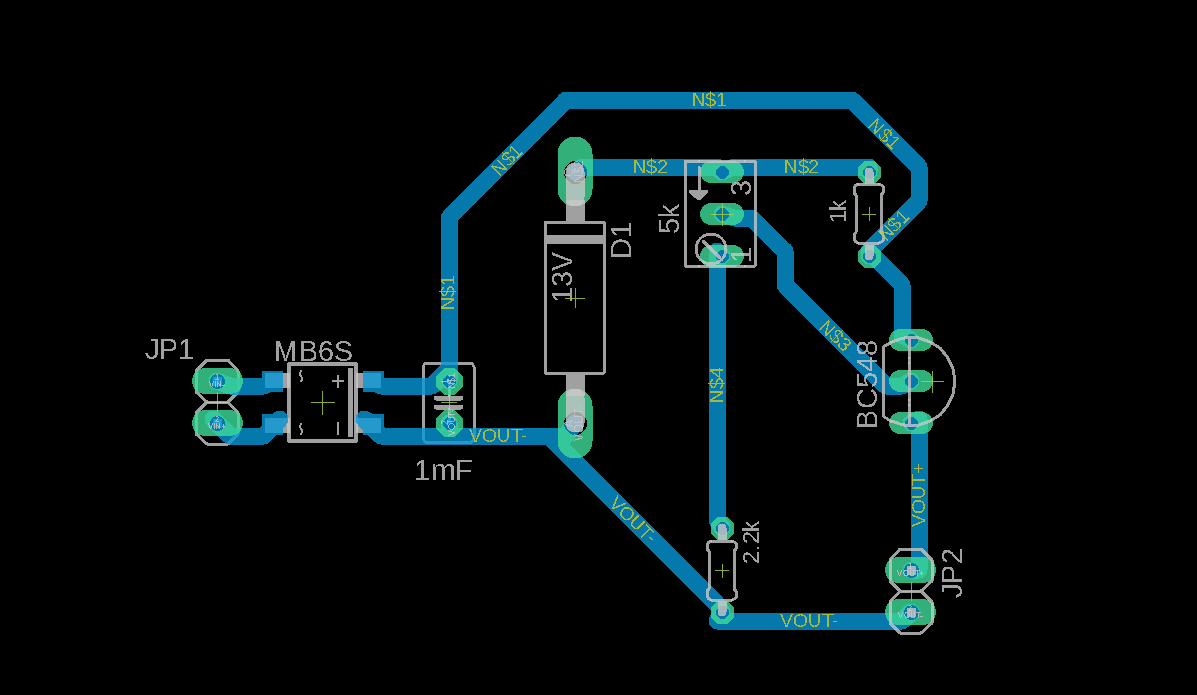 N$1
N$1
N$1
N$2
N$2
3
5k
1k
N$1
D1
1
13V
N$1
N$3
JP1
MB6S
~
+
~
-
BC548
N$4
VOUT-
1mF
VOUT-
VOUT+
2.2k
JP2
VOUT-